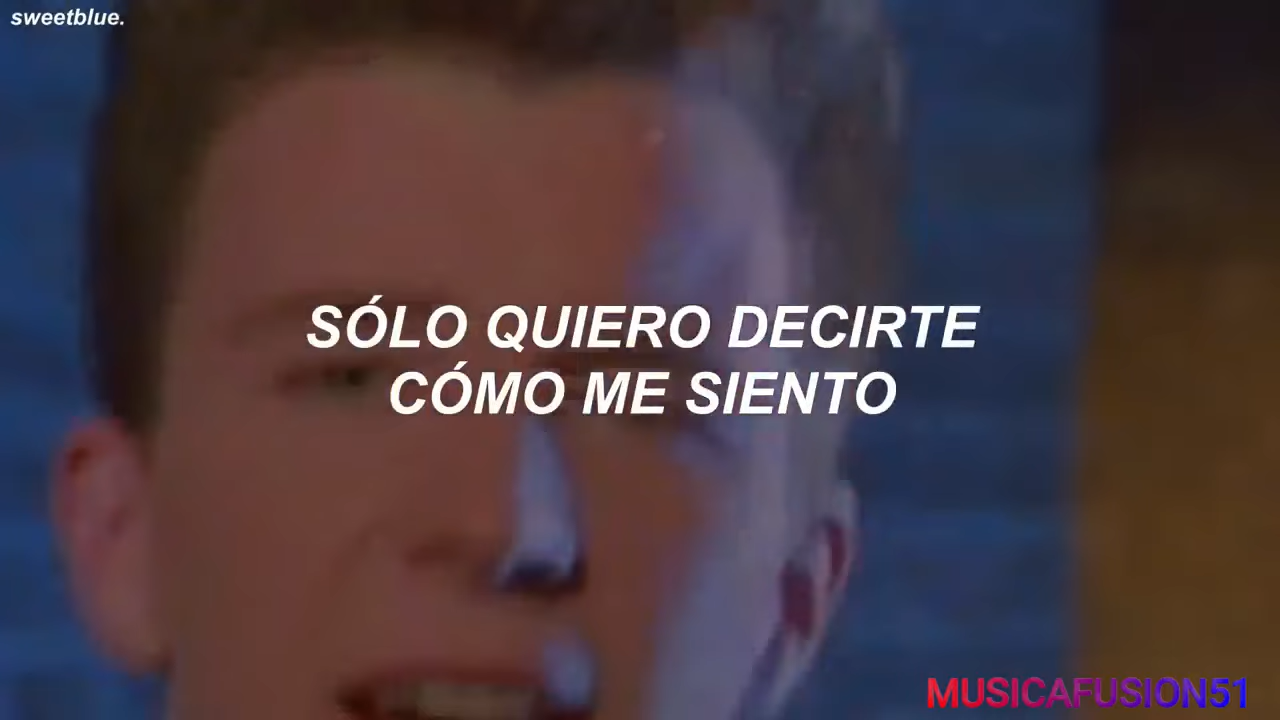 sweetblue.
SÓLO QUIERO DECIRTE
CÓMO ME SIENTO
MUSICAFUSION51